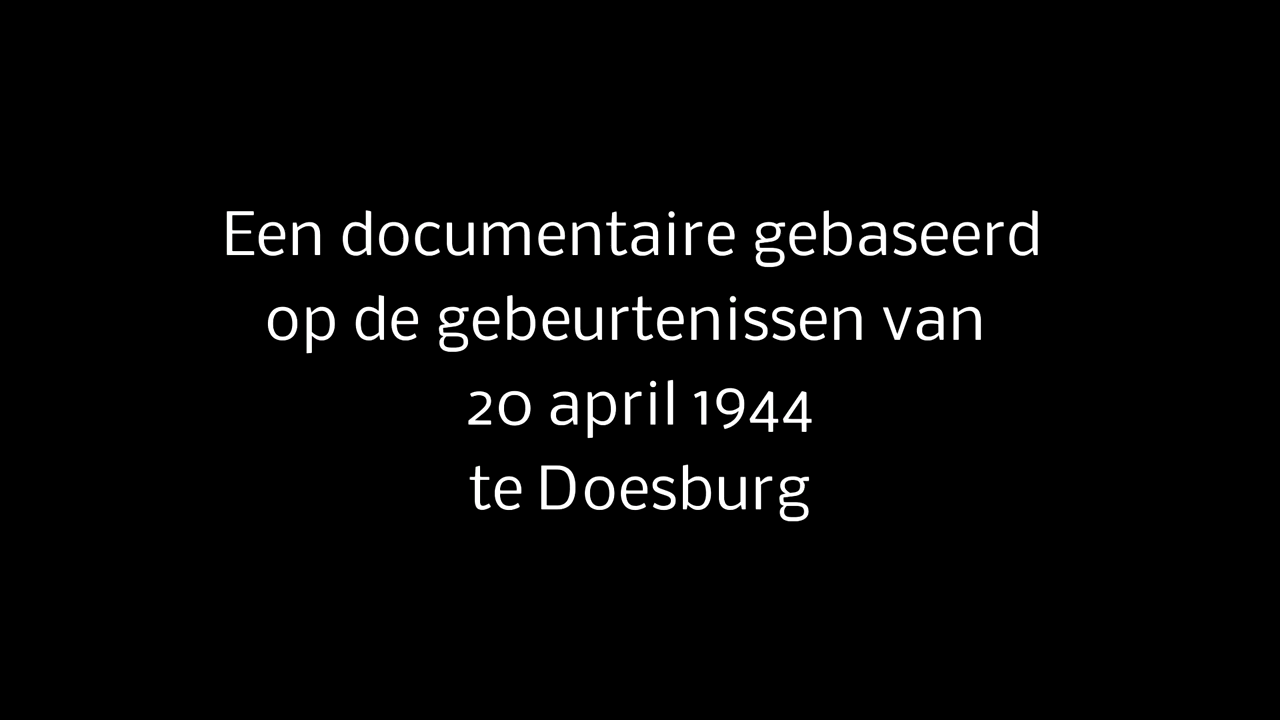 Een documentaire gebaseerd
op de gebeurtenissen van
20 april 1944
te Doesburg